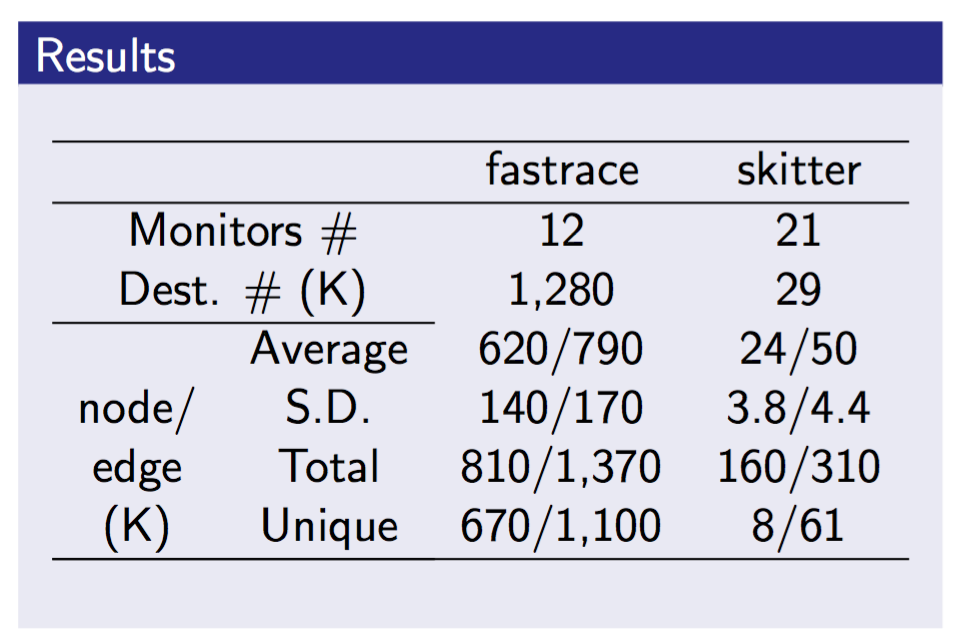 Results
fastrace skitter
Monitors # 12 21
Dest. # (K) 1,280 29
Average 620/790 24/50
node/ S.D. 140/170 3.8/4.4
edge Total 810/1,370 160/310
(K) Unique 670/1,100 8/61